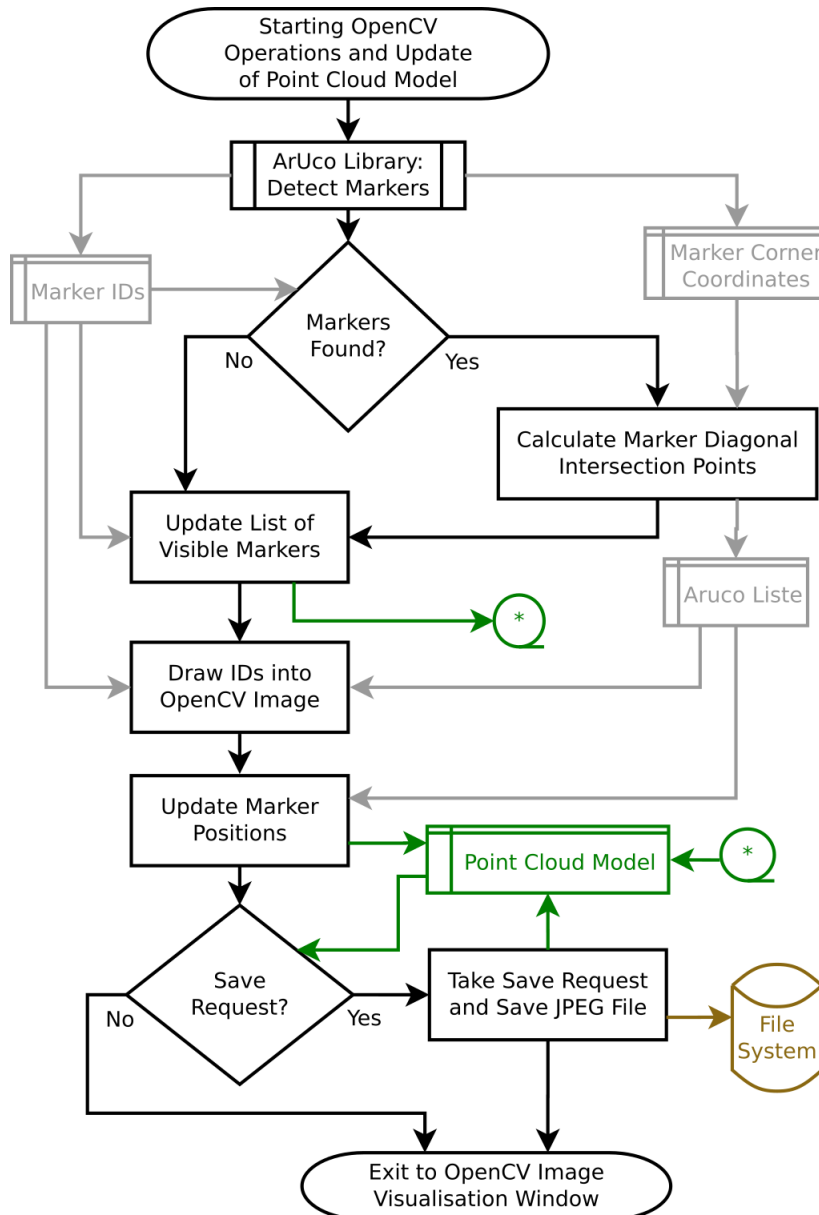 Starting OpenCV
Operations and Update
of Point Cloud Model
ArUco Library:
Detect Markers
Marker IDs
Marker Corner
Coordinates
Markers
Found?
No
Yes
Calculate Marker Diagonal
Intersection Points
Update List of
Visible Markers
Aruco Liste
*
Draw IDs into
OpenCV Image
Update Marker
Positions
Point Cloud Model
*
Save
Request?
No
Yes
Take Save Request
and Save JPEG File
File
System
Exit to OpenCV Image
Visualisation Window